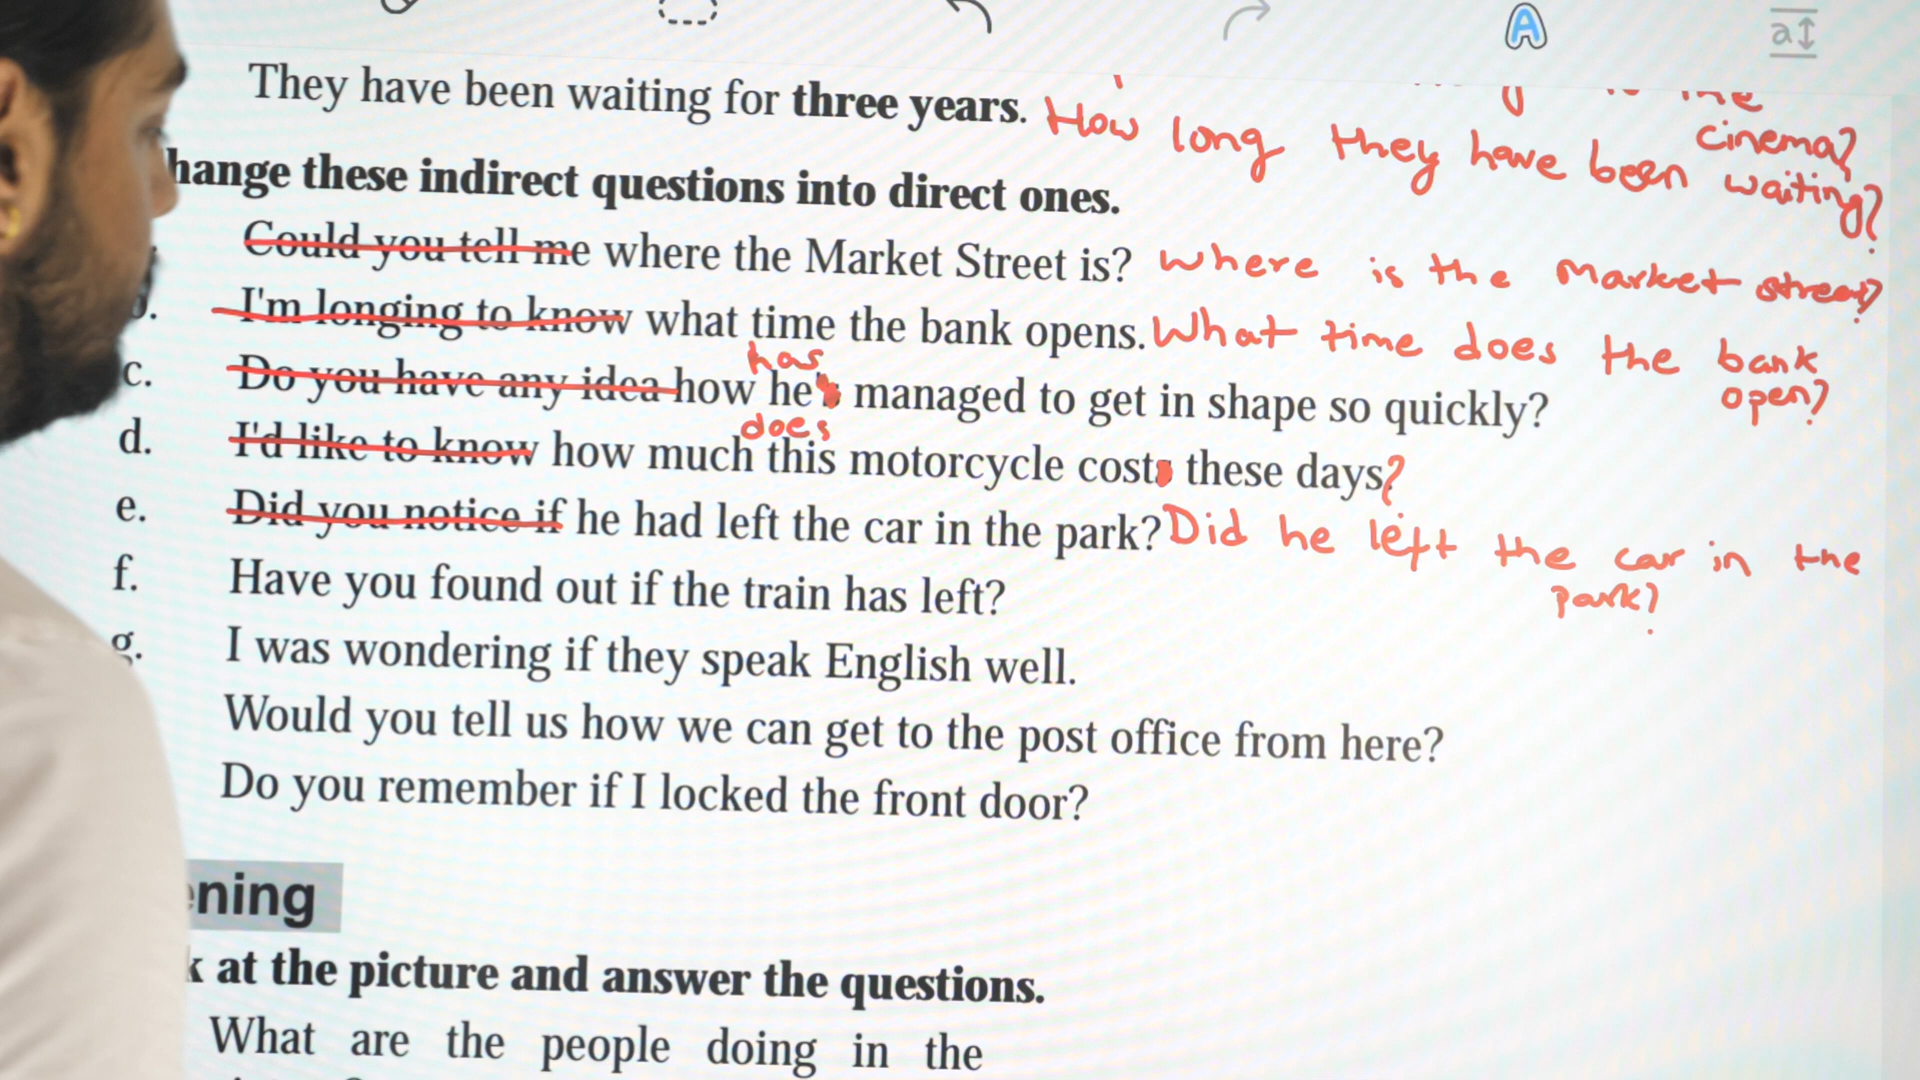 A
a
They have been waiting for three years. How long they have been waiting?
the
cinema?
hange these indirect questions into direct ones.
Could you tell me where the Market Street is? Where is the Market street?
I'm longing to know what time the bank opens. What time does the bank
open?
has
c. Do you have any idea how he's managed to get in shape so quickly?
does
d. I'd like to know how much this motorcycle costs these days?
e. Did you notice if he had left the car in the park? Did he left the car in the
park?
f. Have you found out if the train has left?
g. I was wondering if they speak English well.
Would you tell us how we can get to the post office from here?
Do you remember if I locked the front door?
ning
k at the picture and answer the questions.
What are the people doing in the